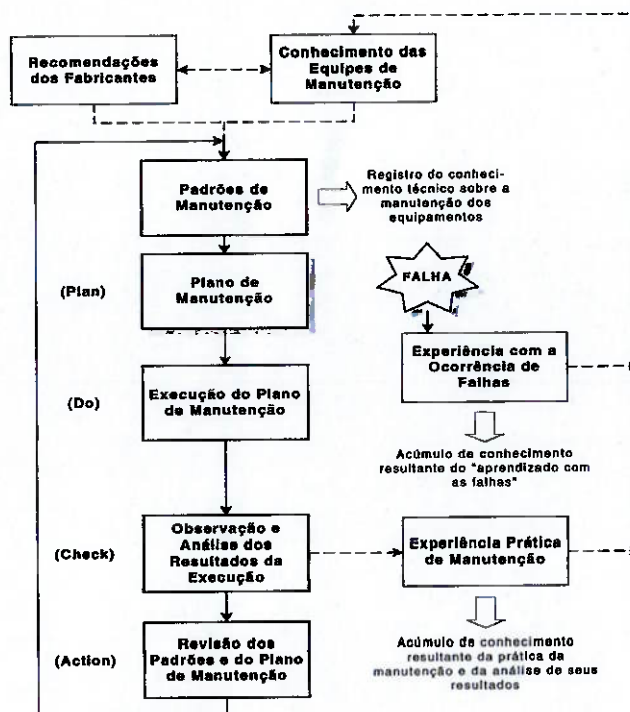 Recomendações
dos Fabricantes
Conhecimento das
Equipes de
Manutenção
Padrões de
Manutenção
Registro do conheci-
mento técnico sobre a
manutenção dos
equipamentos
(Plan)
Plano de
Manutenção
FALHA
(Do)
Execução do Plano
de Manutenção
Experiência com a
Ocorrência de
Falhas
Acúmulo de conhecimento
resultante do "aprendizado com
as falhas"
(Check)
Observação e
Análise dos
Resultados da
Execução
Experiência Prática
de Manutenção
(Action)
Revisão dos
Padrões e do Plano
de Manutenção
Acúmulo de conhecimento
resultante da prática da
manutenção e da análise de seus
resultados